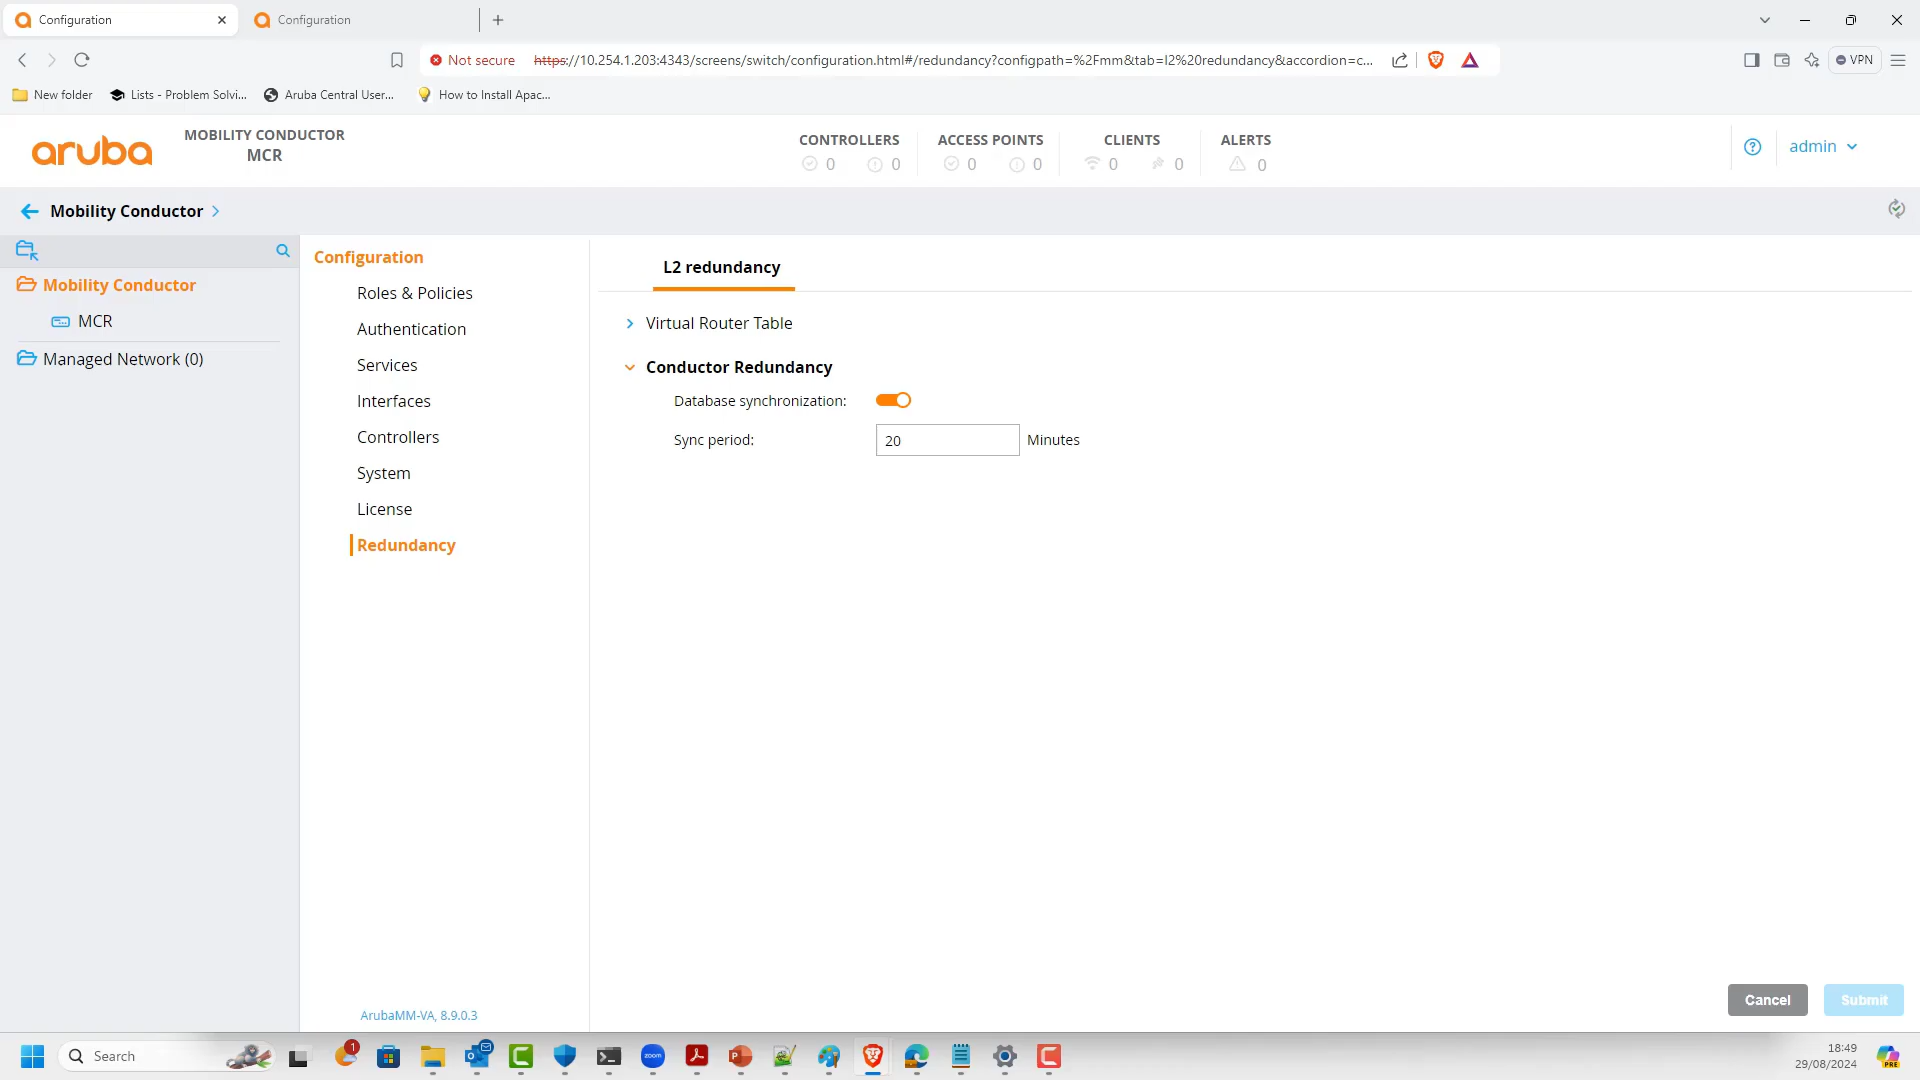 Configuration
Configuration
Not secure https://10.254.1.203:4343/screens/switch/configuration.html#/redundancy?configpath=%2Fmm&tab=l2%20redundancy&accordion=c...
VPN
New folder
Lists - Problem Solvi...
Aruba Central User...
How to Install Apac...
aruba
MOBILITY CONDUCTOR
MCR
CONTROLLERS
0 0
ACCESS POINTS
0 0
CLIENTS
0 0
ALERTS
0
admin
Mobility Conductor
Mobility Conductor
MCR
Managed Network (0)
Configuration
Roles & Policies
Authentication
Services
Interfaces
Controllers
System
License
Redundancy
ArubaMM-VA, 8.9.0.3
L2 redundancy
Virtual Router Table
Conductor Redundancy
Database synchronization:
Sync period: 20 Minutes
Cancel
Submit
Search
1
zoom
18:49
29/08/2024
PRE